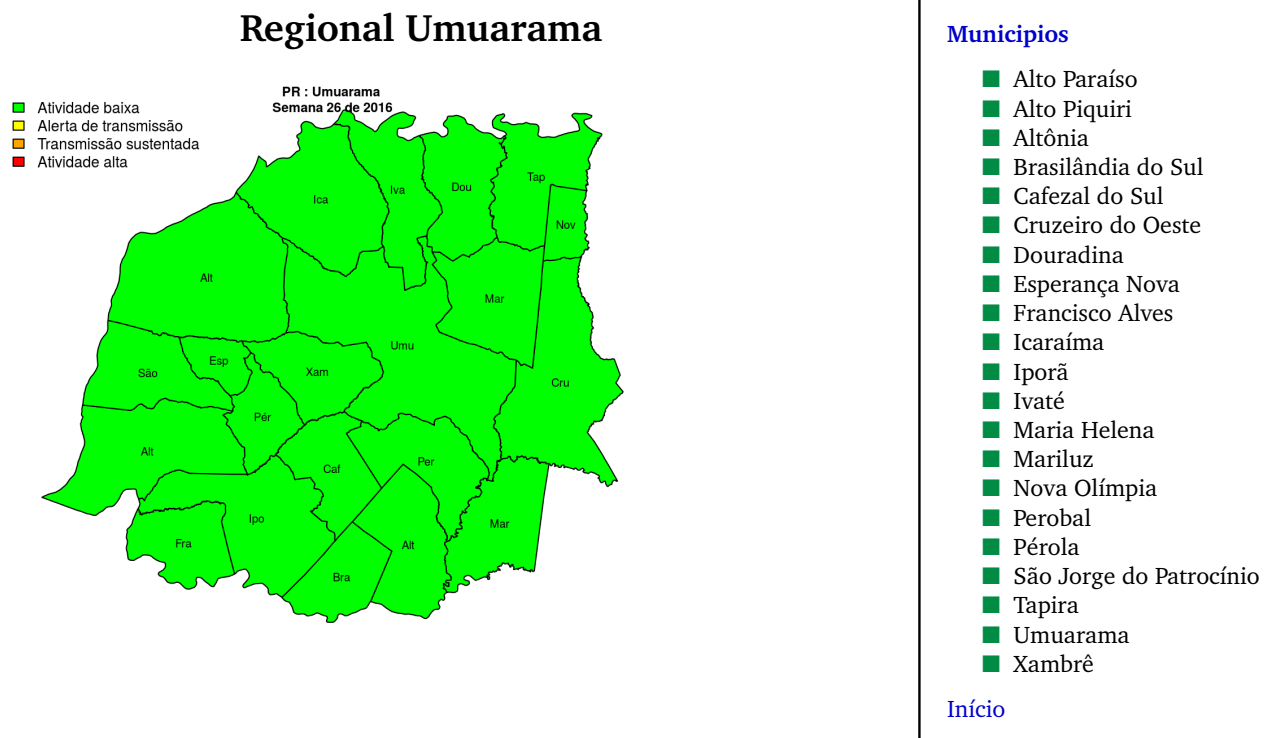 Regional Umuarama
PR : Umuarama
Semana 26 de 2016
Atividade baixa
Alerta de transmissão
Transmissão sustentada
Atividade alta
Ica
Iva
Dou
Tap
Nov
Alt
Mar
Umu
Esp
São
Xam
Cru
Pér
Alt
Caf
Per
Ipo
Mar
Fra
Alt
Bra
Municipios
Alto Paraíso
Alto Piquiri
Altônia
Brasilândia do Sul
Cafezal do Sul
Cruzeiro do Oeste
Douradina
Esperança Nova
Francisco Alves
Icaraíma
Iporã
Ivaté
Maria Helena
Mariluz
Nova Olímpia
Perobal
Pérola
São Jorge do Patrocínio
Tapira
Umuarama
Xambrê
Início